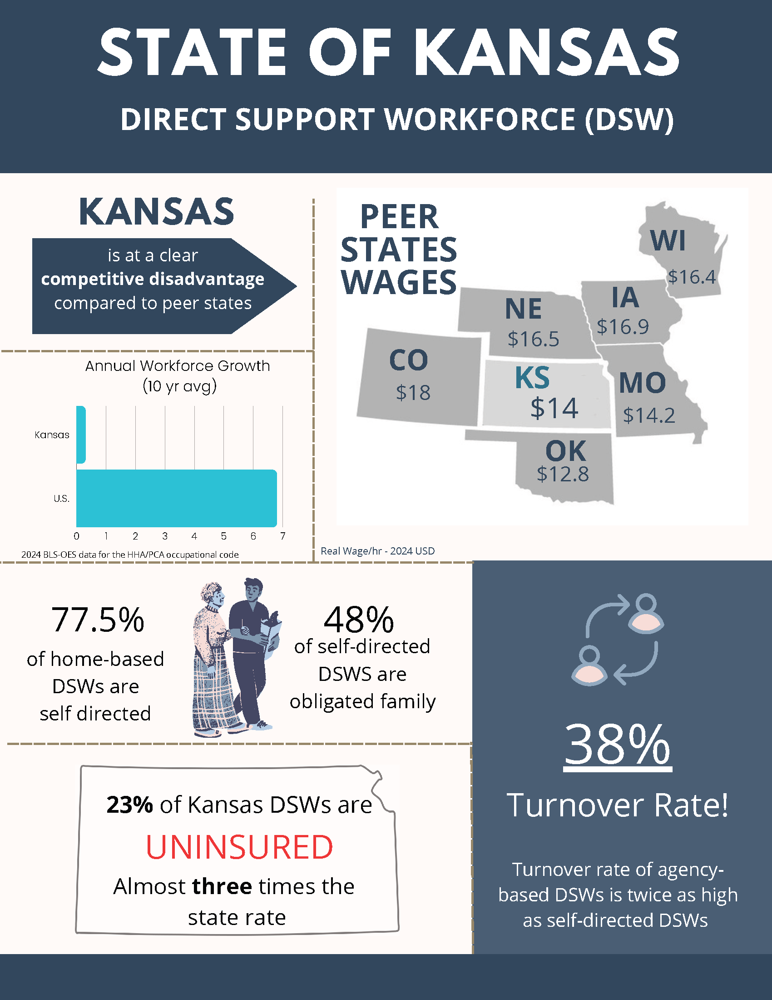 STATE OF KANSAS
DIRECT SUPPORT WORKFORCE (DSW)
KANSAS
is at a clear
competitive disadvantage
compared to peer states
Annual Workforce Growth
(10 yr avg)
Kansas
U.S.
0 1 2 3 4 5 6 7
2024 BLS-OES data for the HHA/PCA occupational code
PEER
STATES
WAGES
WI
$16.4
IA
$16.9
NE
$16.5
CO
$18
KS
$14
MO
$14.2
OK
$12.8
Real Wage/hr - 2024 USD
77.5%
of home-based
DSWs are
self directed
48%
of self-directed
DSWS are
obligated family
23% of Kansas DSWs are
UNINSURED
Almost three times the
state rate
38%
Turnover Rate!
Turnover rate of agency-
based DSWs is twice as high
as self-directed DSWs